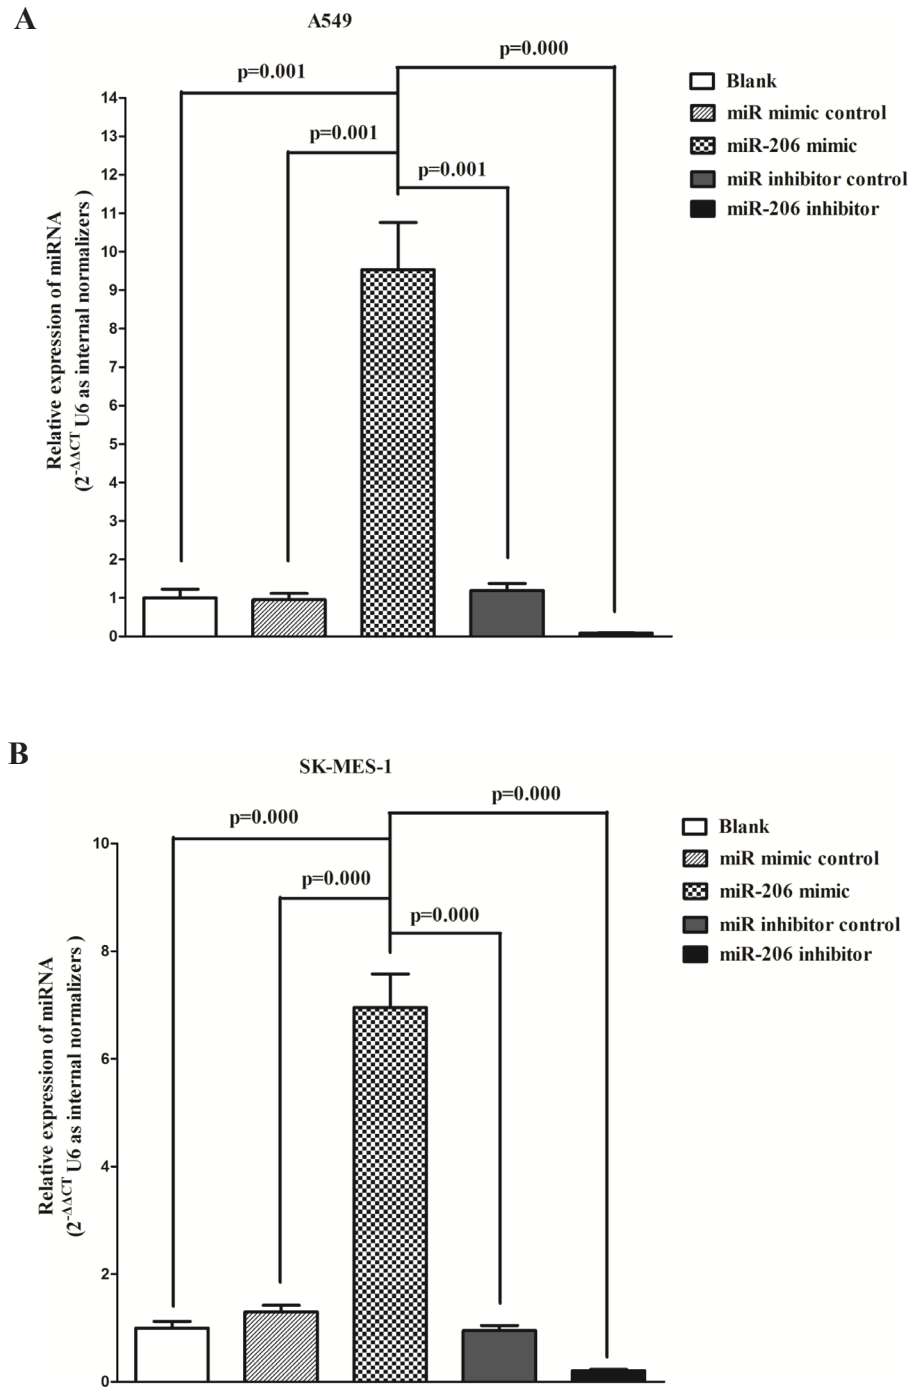 A
A549
p=0.000
p=0.001
p=0.001
p=0.001
Blank
miR mimic control
miR-206 mimic
miR inhibitor control
miR-206 inhibitor
Relative expression of miRNA
(2-ΔΔCT U6 as internal normalizers )
14
13
12
11
10
9
8
7
6
5
4
3
2
1
0
B
SK-MES-1
p=0.000
p=0.000
p=0.000
p=0.000
Blank
miR mimic control
miR-206 mimic
miR inhibitor control
miR-206 inhibitor
Relative expression of miRNA
(2-ΔΔCT U6 as internal normalizers )
10
8
6
4
2
0